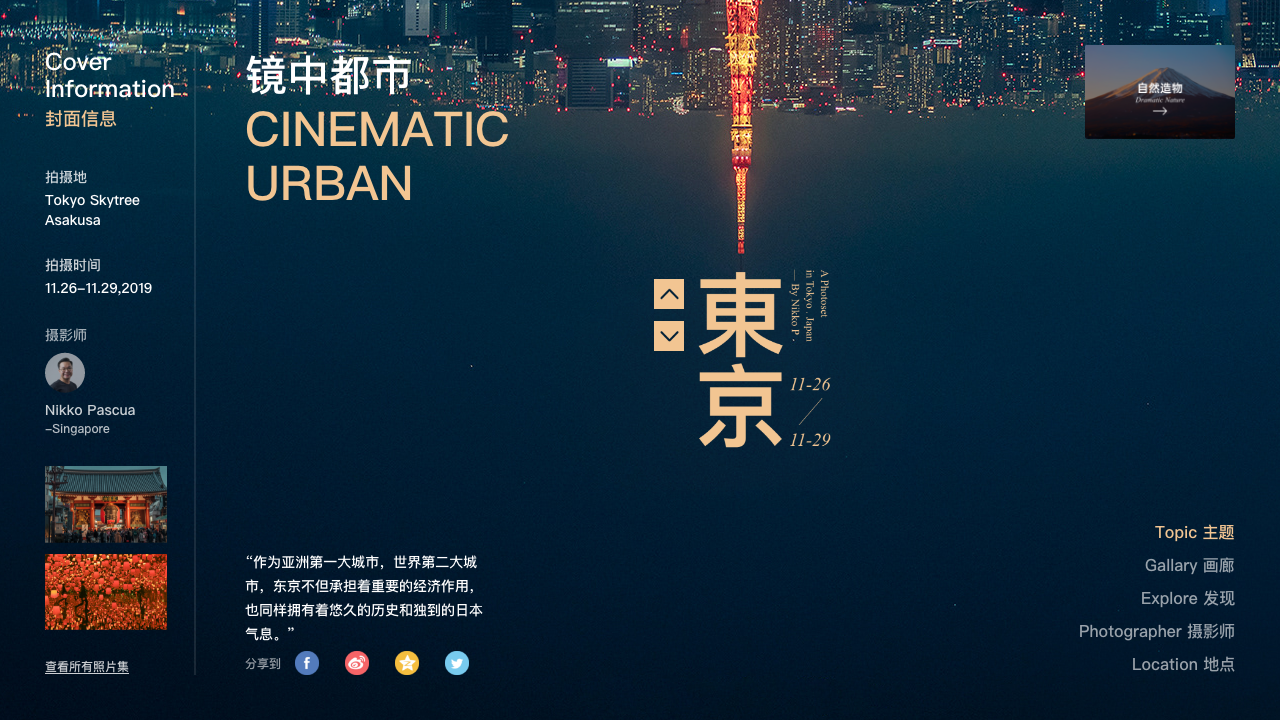 Cover
Information
封面信息
拍摄地
Tokyo Skytree
Asakusa
拍摄时间
11.26–11.29,2019
摄影师
Nikko Pascua
–Singapore
查看所有照片集
镜中都市
CINEMATIC
URBAN
“作为亚洲第一大城市，世界第二大城
市，东京不但承担着重要的经济作用，
也同样拥有着悠久的历史和独到的日本
气息。”
分享到
東
京
A Photoset
in Tokyo . Japan
— By Nikko P .
11-26
11-29
自然造物
Dramatic Nature
Topic 主题
Gallary 画廊
Explore 发现
Photographer 摄影师
Location 地点